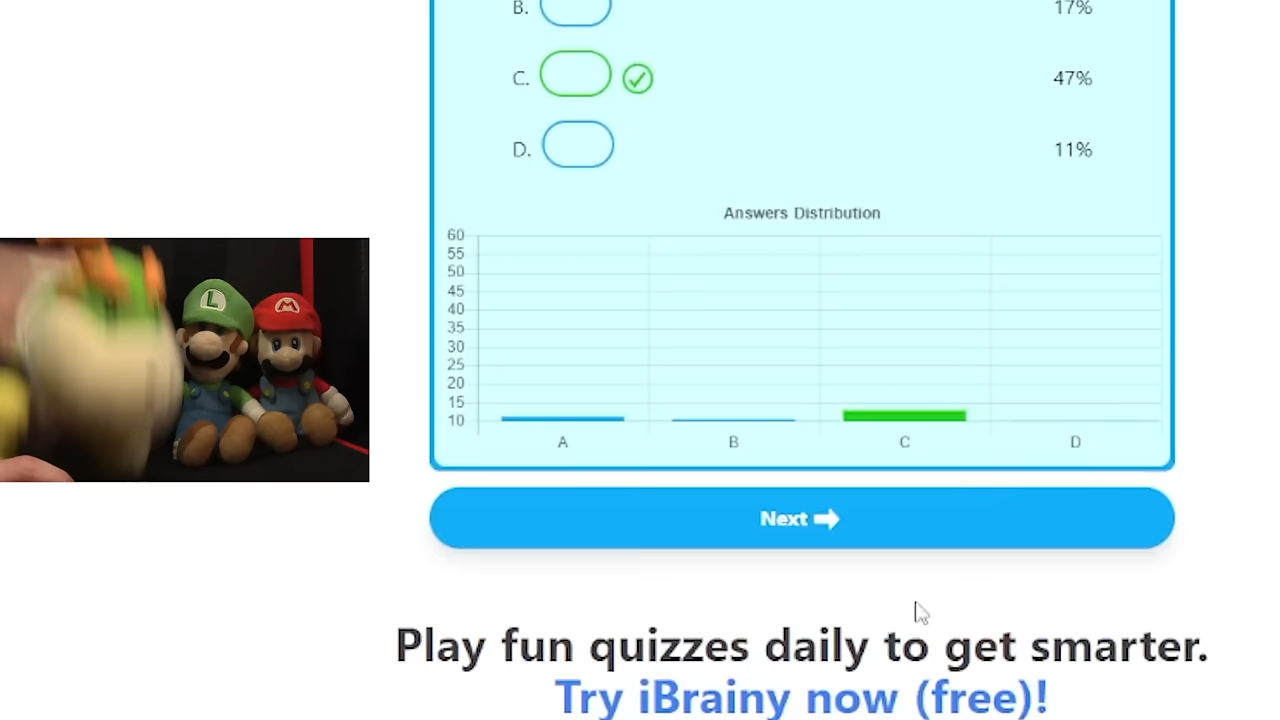 B. 17%
C. 47%
D. 11%
Answers Distribution
60
55
50
45
40
35
30
25
20
15
10
A B C D
Next
Play fun quizzes daily to get smarter.
Try iBrainy now (free)!
L
M